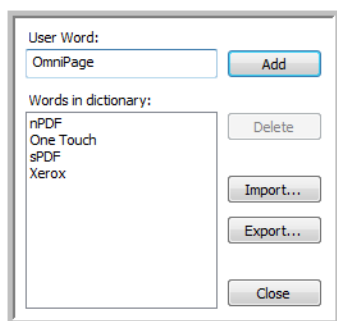 User Word:
OmniPage
Add
Words in dictionary:
nPDF
One Touch
sPDF
Xerox
Delete
Import...
Export...
Close